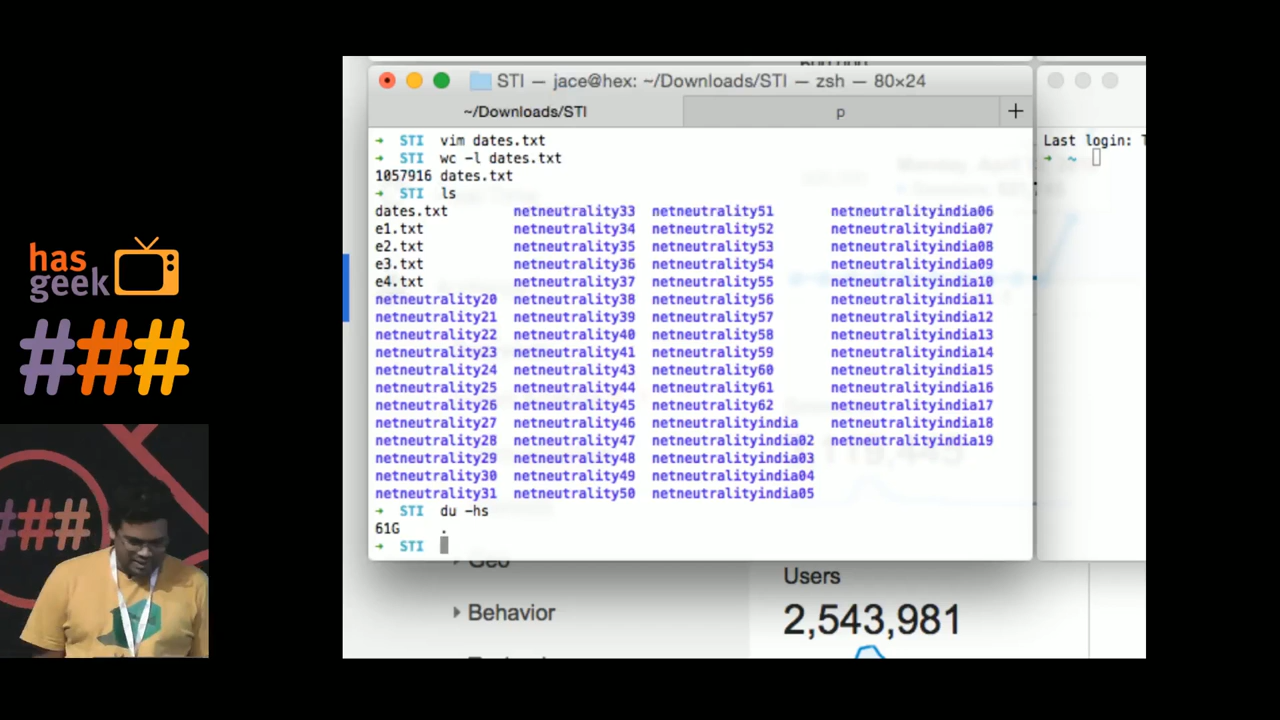 has
geek
###
###
STI — jace@hex: ~/Downloads/STI — zsh — 80×24
~/Downloads/STI p +
➜ STI vim dates.txt
➜ STI wc -l dates.txt
1057916 dates.txt
➜ STI ls
dates.txt netneutrality33 netneutrality51 netneutralityindia06
e1.txt netneutrality34 netneutrality52 netneutralityindia07
e2.txt netneutrality35 netneutrality53 netneutralityindia08
e3.txt netneutrality36 netneutrality54 netneutralityindia09
e4.txt netneutrality37 netneutrality55 netneutralityindia10
netneutrality20 netneutrality38 netneutrality56 netneutralityindia11
netneutrality21 netneutrality39 netneutrality57 netneutralityindia12
netneutrality22 netneutrality40 netneutrality58 netneutralityindia13
netneutrality23 netneutrality41 netneutrality59 netneutralityindia14
netneutrality24 netneutrality43 netneutrality60 netneutralityindia15
netneutrality25 netneutrality44 netneutrality61 netneutralityindia16
netneutrality26 netneutrality45 netneutrality62 netneutralityindia17
netneutrality27 netneutrality46 netneutralityindia netneutralityindia18
netneutrality28 netneutrality47 netneutralityindia02 netneutralityindia19
netneutrality29 netneutrality48 netneutralityindia03
netneutrality30 netneutrality49 netneutralityindia04
netneutrality31 netneutrality50 netneutralityindia05
➜ STI du -hs
61G .
➜ STI
Last login:
➜ ~
Geo
Behavior
Users
2,543,981